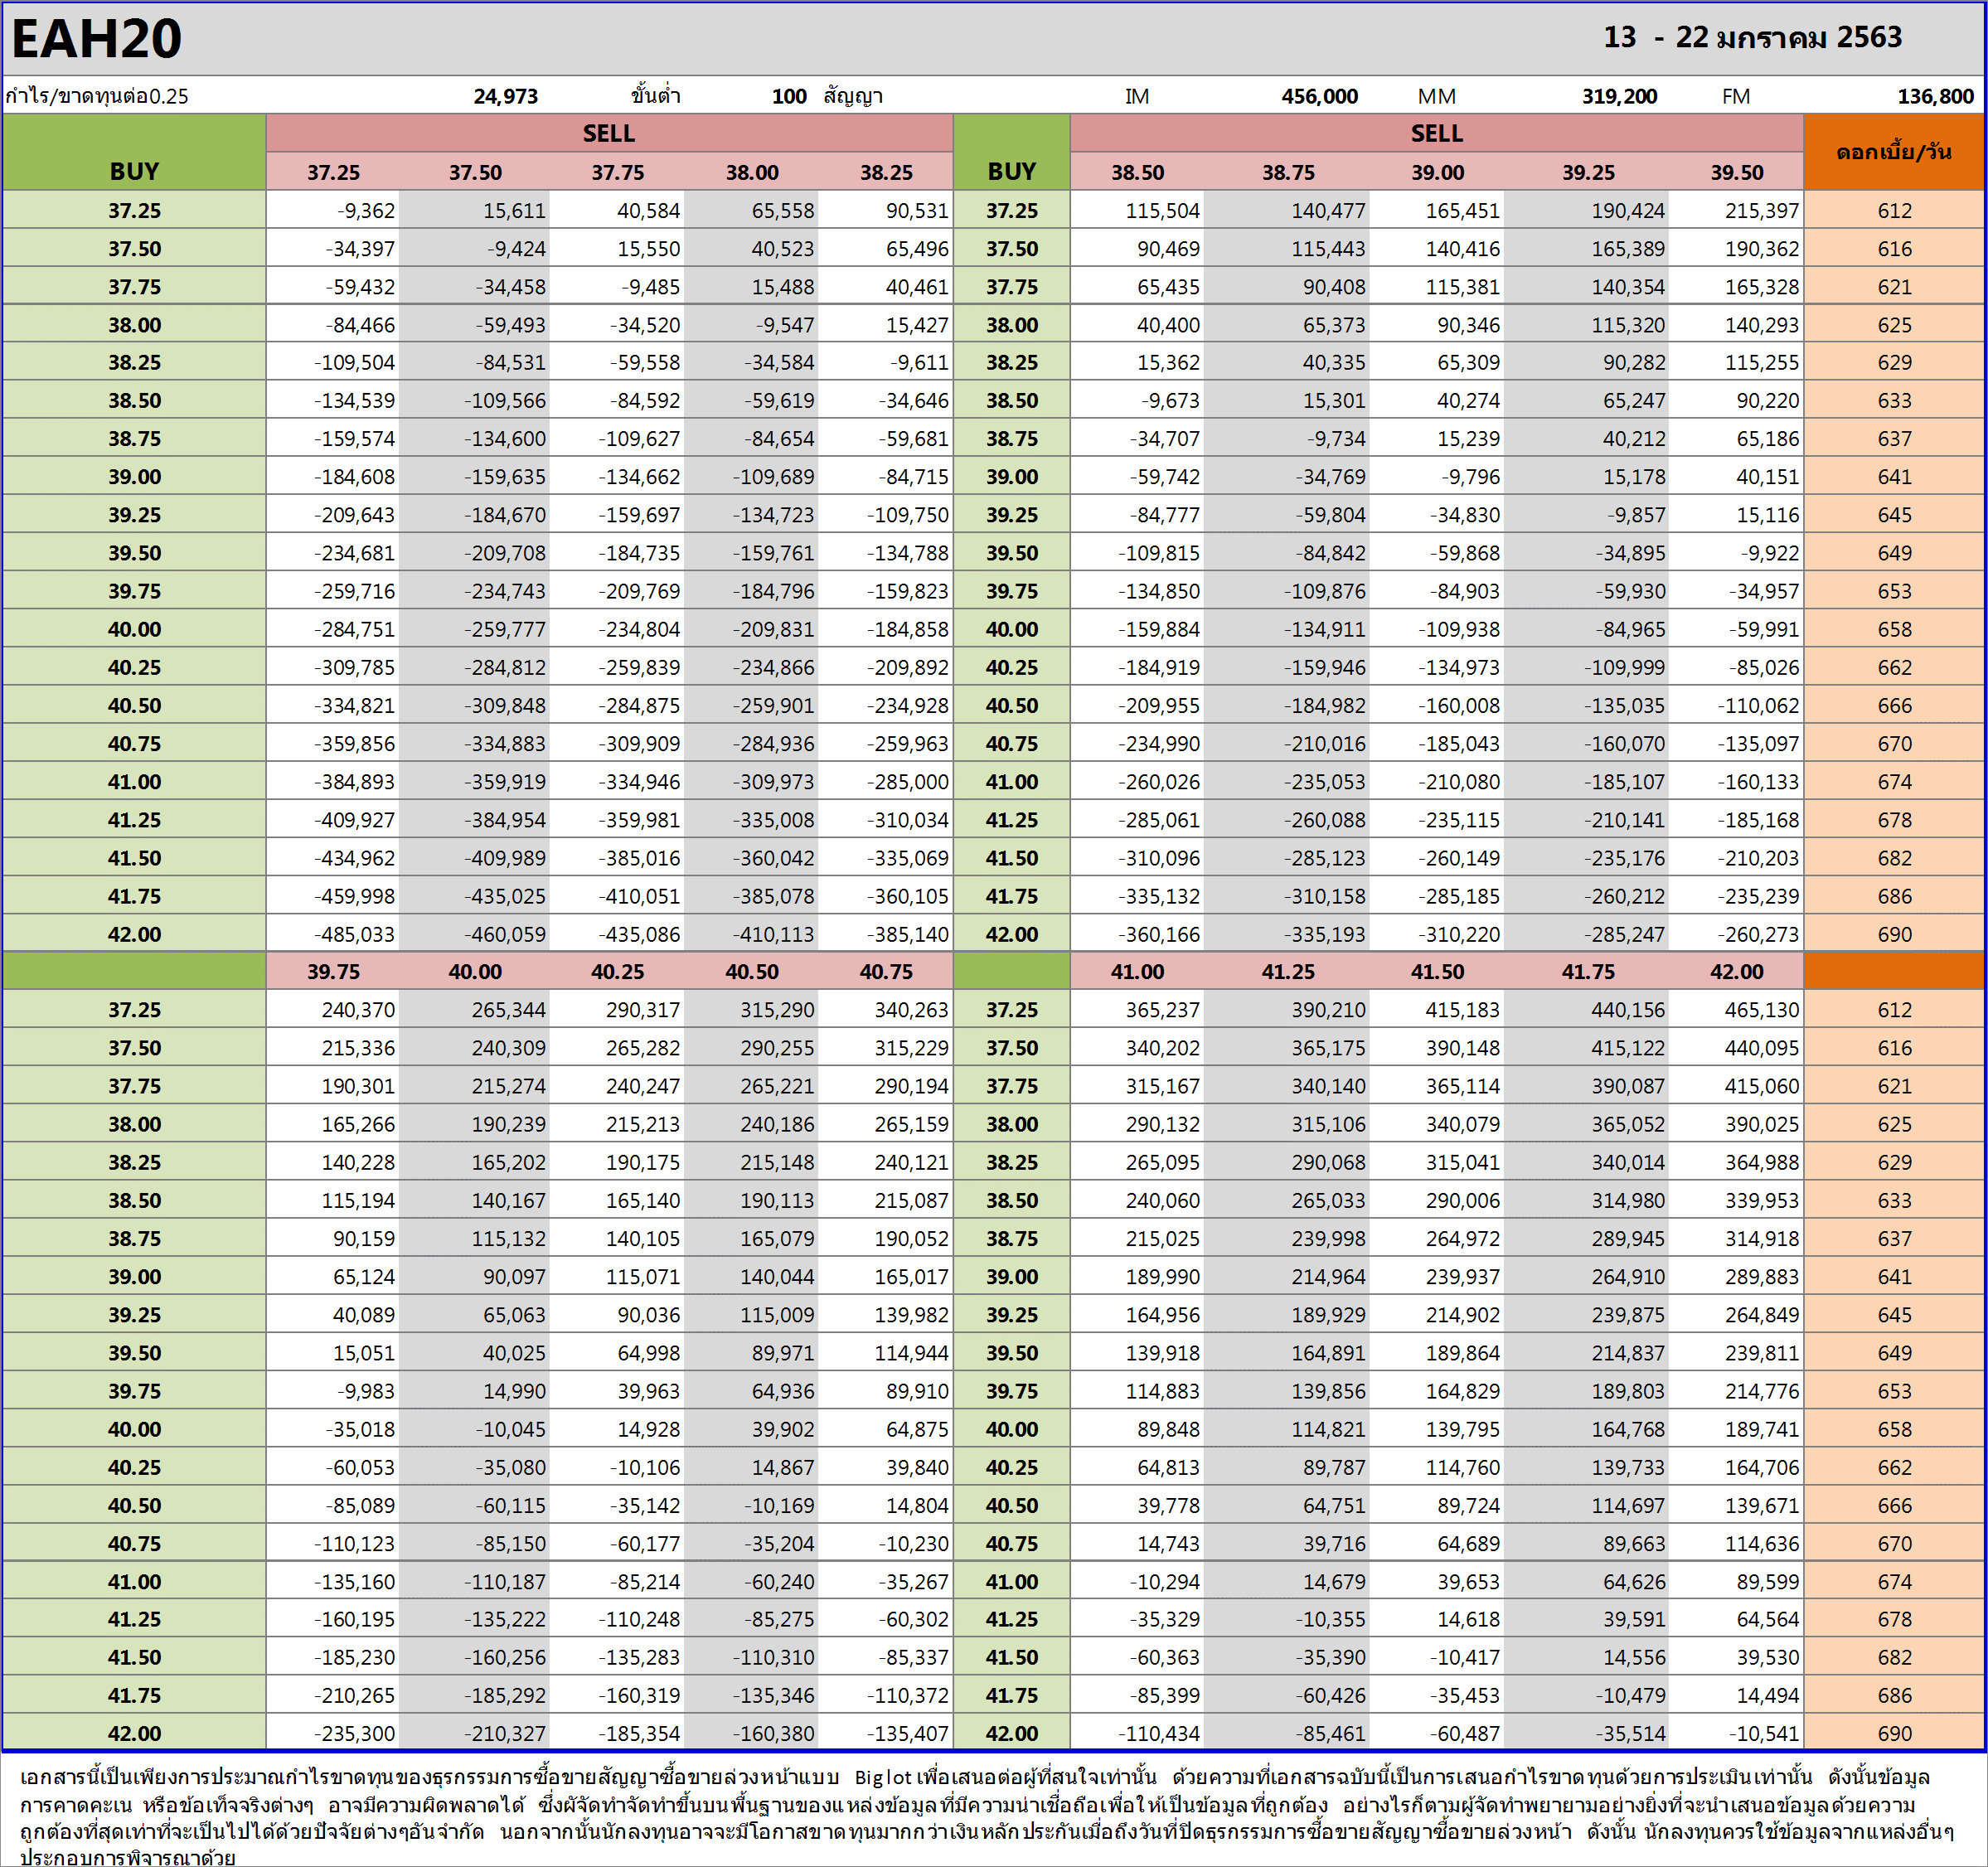 EAH20 13 - 22 มกราคม 2563
กำไร/ขาดทุนต่อ0.25 24,973 ขั้นต่ำ 100 สัญญา IM 456,000 MM 319,200 FM 136,800
SELL SELL ดอกเบี้ย/วัน
BUY 37.25 37.50 37.75 38.00 38.25 BUY 38.50 38.75 39.00 39.25 39.50
37.25 -9,362 15,611 40,584 65,558 90,531 37.25 115,504 140,477 165,451 190,424 215,397 612
37.50 -34,397 -9,424 15,550 40,523 65,496 37.50 90,469 115,443 140,416 165,389 190,362 616
37.75 -59,432 -34,458 -9,485 15,488 40,461 37.75 65,435 90,408 115,381 140,354 165,328 621
38.00 -84,466 -59,493 -34,520 -9,547 15,427 38.00 40,400 65,373 90,346 115,320 140,293 625
38.25 -109,504 -84,531 -59,558 -34,584 -9,611 38.25 15,362 40,335 65,309 90,282 115,255 629
38.50 -134,539 -109,566 -84,592 -59,619 -34,646 38.50 -9,673 15,301 40,274 65,247 90,220 633
38.75 -159,574 -134,600 -109,627 -84,654 -59,681 38.75 -34,707 -9,734 15,239 40,212 65,186 637
39.00 -184,608 -159,635 -134,662 -109,689 -84,715 39.00 -59,742 -34,769 -9,796 15,178 40,151 641
39.25 -209,643 -184,670 -159,697 -134,723 -109,750 39.25 -84,777 -59,804 -34,830 -9,857 15,116 645
39.50 -234,681 -209,708 -184,735 -159,761 -134,788 39.50 -109,815 -84,842 -59,868 -34,895 -9,922 649
39.75 -259,716 -234,743 -209,769 -184,796 -159,823 39.75 -134,850 -109,876 -84,903 -59,930 -34,957 653
40.00 -284,751 -259,777 -234,804 -209,831 -184,858 40.00 -159,884 -134,911 -109,938 -84,965 -59,991 658
40.25 -309,785 -284,812 -259,839 -234,866 -209,892 40.25 -184,919 -159,946 -134,973 -109,999 -85,026 662
40.50 -334,821 -309,848 -284,875 -259,901 -234,928 40.50 -209,955 -184,982 -160,008 -135,035 -110,062 666
40.75 -359,856 -334,883 -309,909 -284,936 -259,963 40.75 -234,990 -210,016 -185,043 -160,070 -135,097 670
41.00 -384,893 -359,919 -334,946 -309,973 -285,000 41.00 -260,026 -235,053 -210,080 -185,107 -160,133 674
41.25 -409,927 -384,954 -359,981 -335,008 -310,034 41.25 -285,061 -260,088 -235,115 -210,141 -185,168 678
41.50 -434,962 -409,989 -385,016 -360,042 -335,069 41.50 -310,096 -285,123 -260,149 -235,176 -210,203 682
41.75 -459,998 -435,025 -410,051 -385,078 -360,105 41.75 -335,132 -310,158 -285,185 -260,212 -235,239 686
42.00 -485,033 -460,059 -435,086 -410,113 -385,140 42.00 -360,166 -335,193 -310,220 -285,247 -260,273 690
39.75 40.00 40.25 40.50 40.75 41.00 41.25 41.50 41.75 42.00
37.25 240,370 265,344 290,317 315,290 340,263 37.25 365,237 390,210 415,183 440,156 465,130 612
37.50 215,336 240,309 265,282 290,255 315,229 37.50 340,202 365,175 390,148 415,122 440,095 616
37.75 190,301 215,274 240,247 265,221 290,194 37.75 315,167 340,140 365,114 390,087 415,060 621
38.00 165,266 190,239 215,213 240,186 265,159 38.00 290,132 315,106 340,079 365,052 390,025 625
38.25 140,228 165,202 190,175 215,148 240,121 38.25 265,095 290,068 315,041 340,014 364,988 629
38.50 115,194 140,167 165,140 190,113 215,087 38.50 240,060 265,033 290,006 314,980 339,953 633
38.75 90,159 115,132 140,105 165,079 190,052 38.75 215,025 239,998 264,972 289,945 314,918 637
39.00 65,124 90,097 115,071 140,044 165,017 39.00 189,990 214,964 239,937 264,910 289,883 641
39.25 40,089 65,063 90,036 115,009 139,982 39.25 164,956 189,929 214,902 239,875 264,849 645
39.50 15,051 40,025 64,998 89,971 114,944 39.50 139,918 164,891 189,864 214,837 239,811 649
39.75 -9,983 14,990 39,963 64,936 89,910 39.75 114,883 139,856 164,829 189,803 214,776 653
40.00 -35,018 -10,045 14,928 39,902 64,875 40.00 89,848 114,821 139,795 164,768 189,741 658
40.25 -60,053 -35,080 -10,106 14,867 39,840 40.25 64,813 89,787 114,760 139,733 164,706 662
40.50 -85,089 -60,115 -35,142 -10,169 14,804 40.50 39,778 64,751 89,724 114,697 139,671 666
40.75 -110,123 -85,150 -60,177 -35,204 -10,230 40.75 14,743 39,716 64,689 89,663 114,636 670
41.00 -135,160 -110,187 -85,214 -60,240 -35,267 41.00 -10,294 14,679 39,653 64,626 89,599 674
41.25 -160,195 -135,222 -110,248 -85,275 -60,302 41.25 -35,329 -10,355 14,618 39,591 64,564 678
41.50 -185,230 -160,256 -135,283 -110,310 -85,337 41.50 -60,363 -35,390 -10,417 14,556 39,530 682
41.75 -210,265 -185,292 -160,319 -135,346 -110,372 41.75 -85,399 -60,426 -35,453 -10,479 14,494 686
42.00 -235,300 -210,327 -185,354 -160,380 -135,407 42.00 -110,434 -85,461 -60,487 -35,514 -10,541 690
เอกสารนี้เป็นเพียงการประมาณกำไรขาดทุนของธุรกรรมการซื้อขายสัญญาซื้อขายล่วงหน้าแบบ Biglotเพื่อเสนอต่อผู้ที่สนใจเท่านั้น ด้วยความที่เอกสารฉบับนี้เป็นการเสนอกำไรขาดทุนด้วยการประเมินเท่านั้น ดังนั้นข้อมูล
การคาดคะเน หรือข้อเท็จจริงต่างๆ อาจมีความผิดพลาดได้ ซึ่งผัจัดทำจัดทำขึ้นบนพื้นฐานของแหล่งข้อมูลที่มีความน่าเชื่อถือเพื่อให้เป็นข้อมูลที่ถูกต้อง อย่างไรก็ตามผู้จัดทำพยายามอย่างยิ่งที่จะนำเสนอข้อมูลด้วยความ
ถูกต้องที่สุดเท่าที่จะเป็นไปได้ด้วยปัจจัยต่างๆอันจำกัด นอกจากนั้นนักลงทุนอาจจะมีโอกาสขาดทุนมากกว่าเงินหลักประกันเมื่อถึงวันที่ปิดธุรกรรมการซื้อขายสัญญาซื้อขายล่วงหน้า ดังนั้น นักลงทุนควรใช้ข้อมูลจากแหล่งอื่นๆ
ประกอบการพิจารณาด้วย